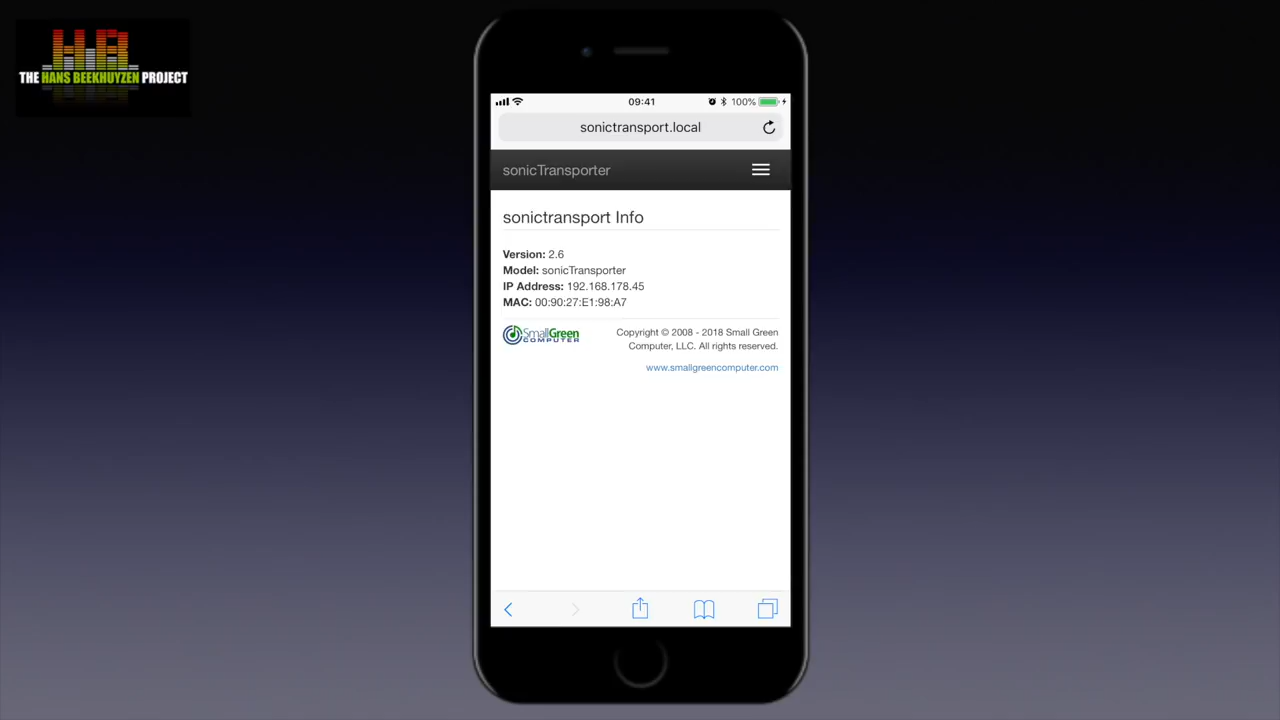 HB
THE HANS BEEKHUYZEN PROJECT
09:41
100%
sonictransport.local
sonicTransporter
sonictransport Info
Version: 2.6
Model: sonicTransporter
IP Address: 192.168.178.45
MAC: 00:90:27:E1:98:A7
SmallGreen
COMPUTER
Copyright © 2008 - 2018 Small Green
Computer, LLC. All rights reserved.
www.smallgreencomputer.com